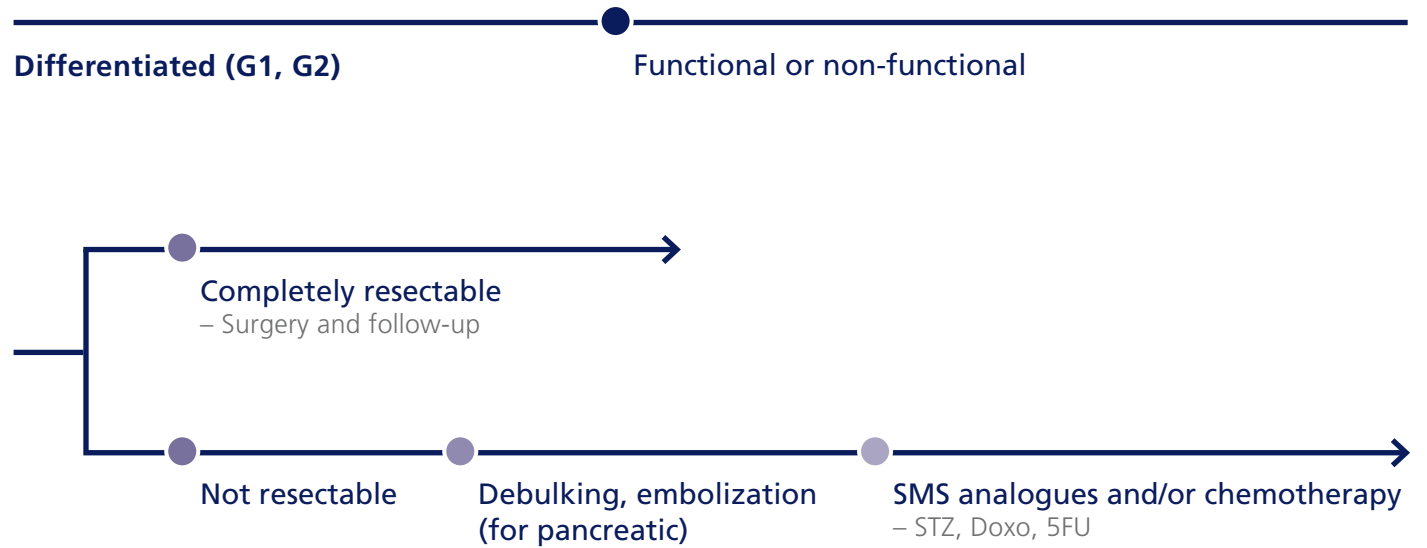 Differentiated (G1, G2)
Functional or non-functional
Completely resectable
– Surgery and follow-up
Not resectable
Debulking, embolization
(for pancreatic)
SMS analogues and/or chemotherapy
– STZ, Doxo, 5FU